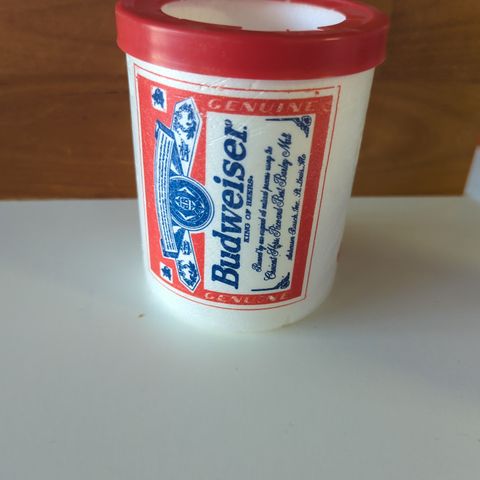 GENUINE
Budweiser®
KING OF BEERS®
Brewed by our original all natural process using the
Choicest Hops, Rice and Best Barley Malt
Anheuser-Busch, Inc. St. Louis, Mo.
GENUINE